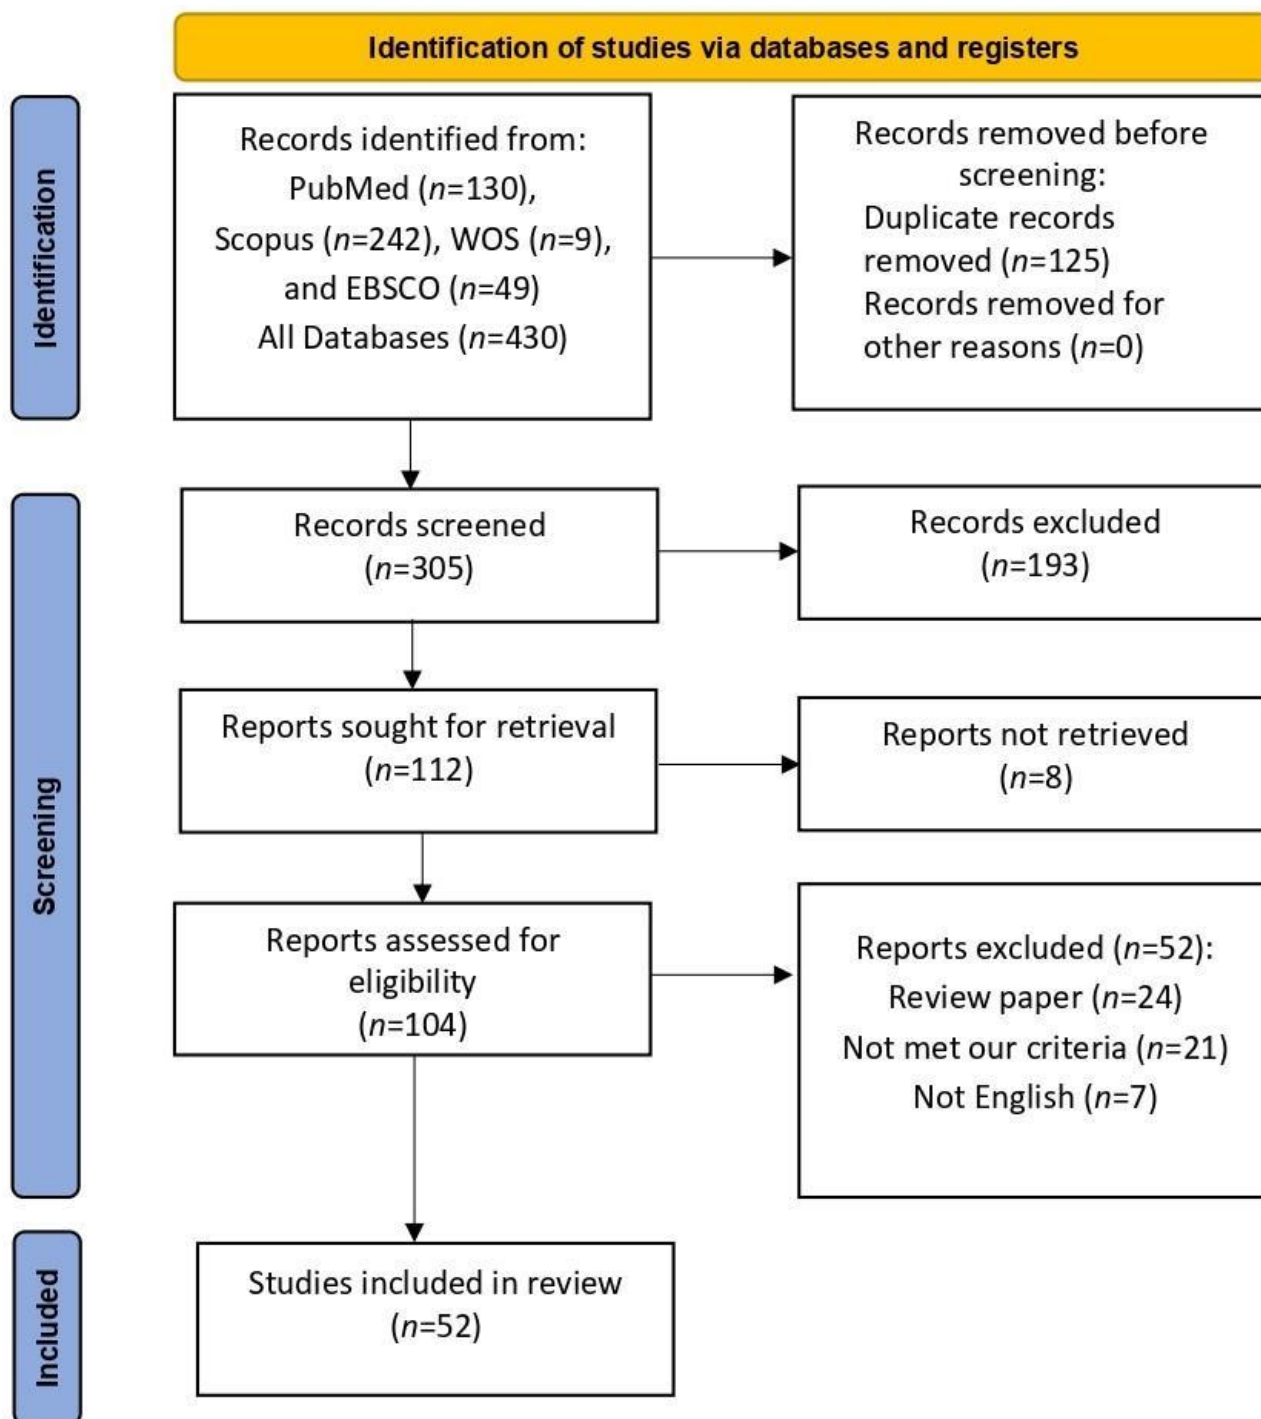 Identification of studies via databases and registers
Identification
Records identified from:
PubMed (n=130),
Scopus (n=242), WOS (n=9),
and EBSCO (n=49)
All Databases (n=430)
Records removed before
screening:
Duplicate records
removed (n=125)
Records removed for
other reasons (n=0)
Screening
Records screened
(n=305)
Records excluded
(n=193)
Reports sought for retrieval
(n=112)
Reports not retrieved
(n=8)
Reports assessed for
eligibility
(n=104)
Reports excluded (n=52):
Review paper (n=24)
Not met our criteria (n=21)
Not English (n=7)
Included
Studies included in review
(n=52)